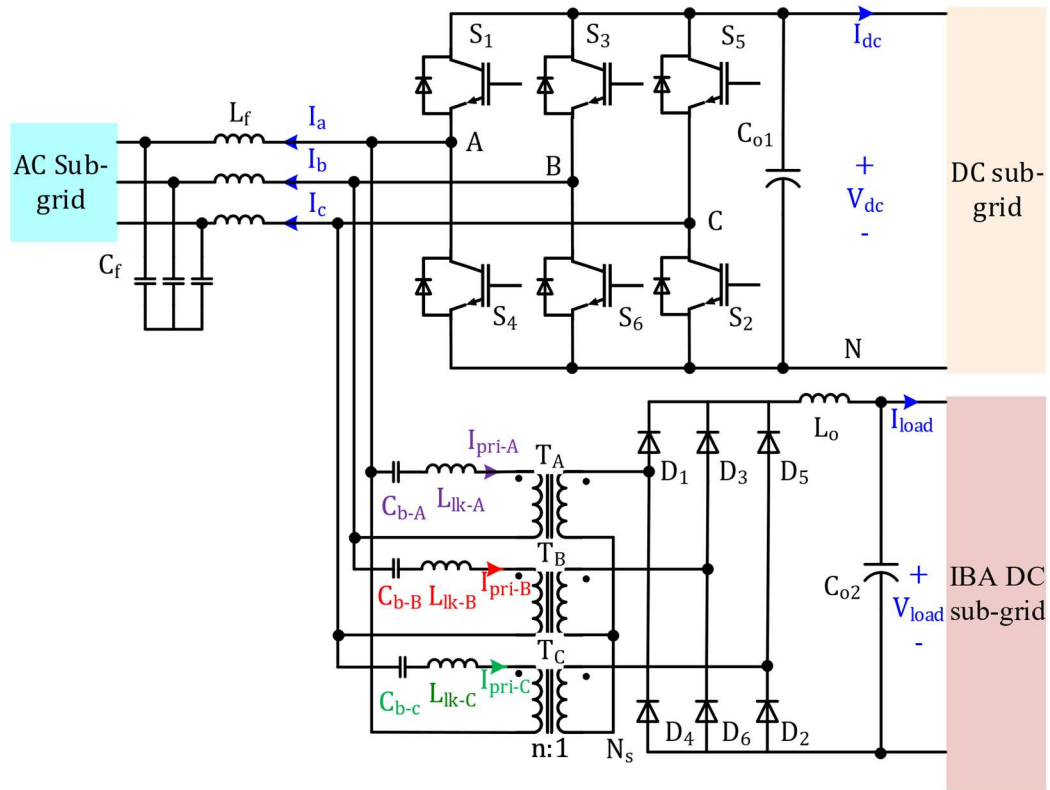 S1
S3
S5
Idc
AC Sub-
grid
Lf
Ia
A
Ib
B
Ic
C
Cf
Co1
+
Vdc
-
DC sub-
grid
S4
S6
S2
N
Ipri-A
TA
Cb-A
Llk-A
D1
D3
D5
Lo
Iload
TB
Cb-B
Llk-B
Ipri-B
Co2
+
Vload
-
IBA DC
sub-grid
TC
Cb-c
Llk-C
Ipri-C
n:1
Ns
D4
D6
D2